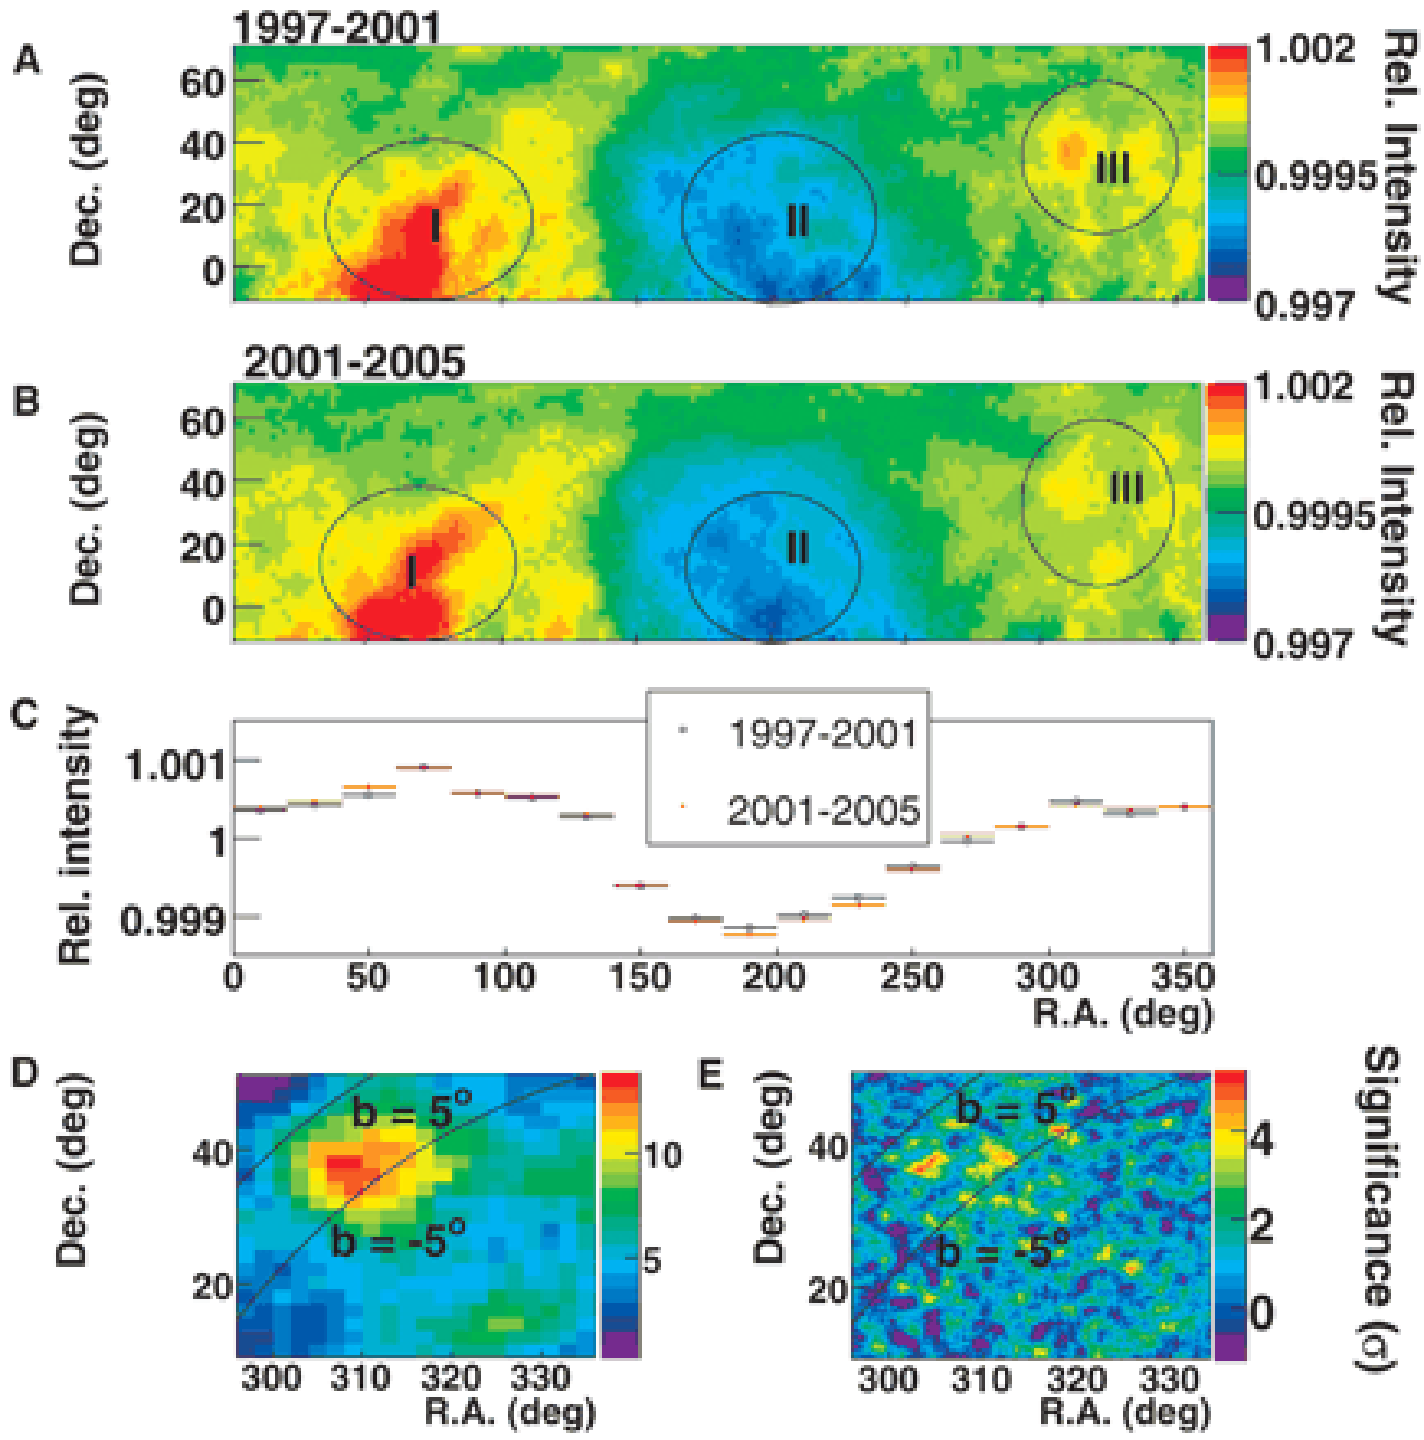 A
1997-2001
Dec. (deg)
60
40
20
0
I
II
III
1.002
0.9995
0.997
Rel. Intensity
B
2001-2005
Dec. (deg)
60
40
20
0
I
II
III
1.002
0.9995
0.997
Rel. Intensity
C
Rel. intensity
1.001
1
0.999
1997-2001
2001-2005
0 50 100 150 200 250 300 350
R.A. (deg)
D
Dec. (deg)
40
20
b = 5°
b = -5°
10
5
300 310 320 330
R.A. (deg)
E
Dec. (deg)
40
20
b = 5°
b = -5°
4
2
0
Significance (σ)
300 310 320 330
R.A. (deg)